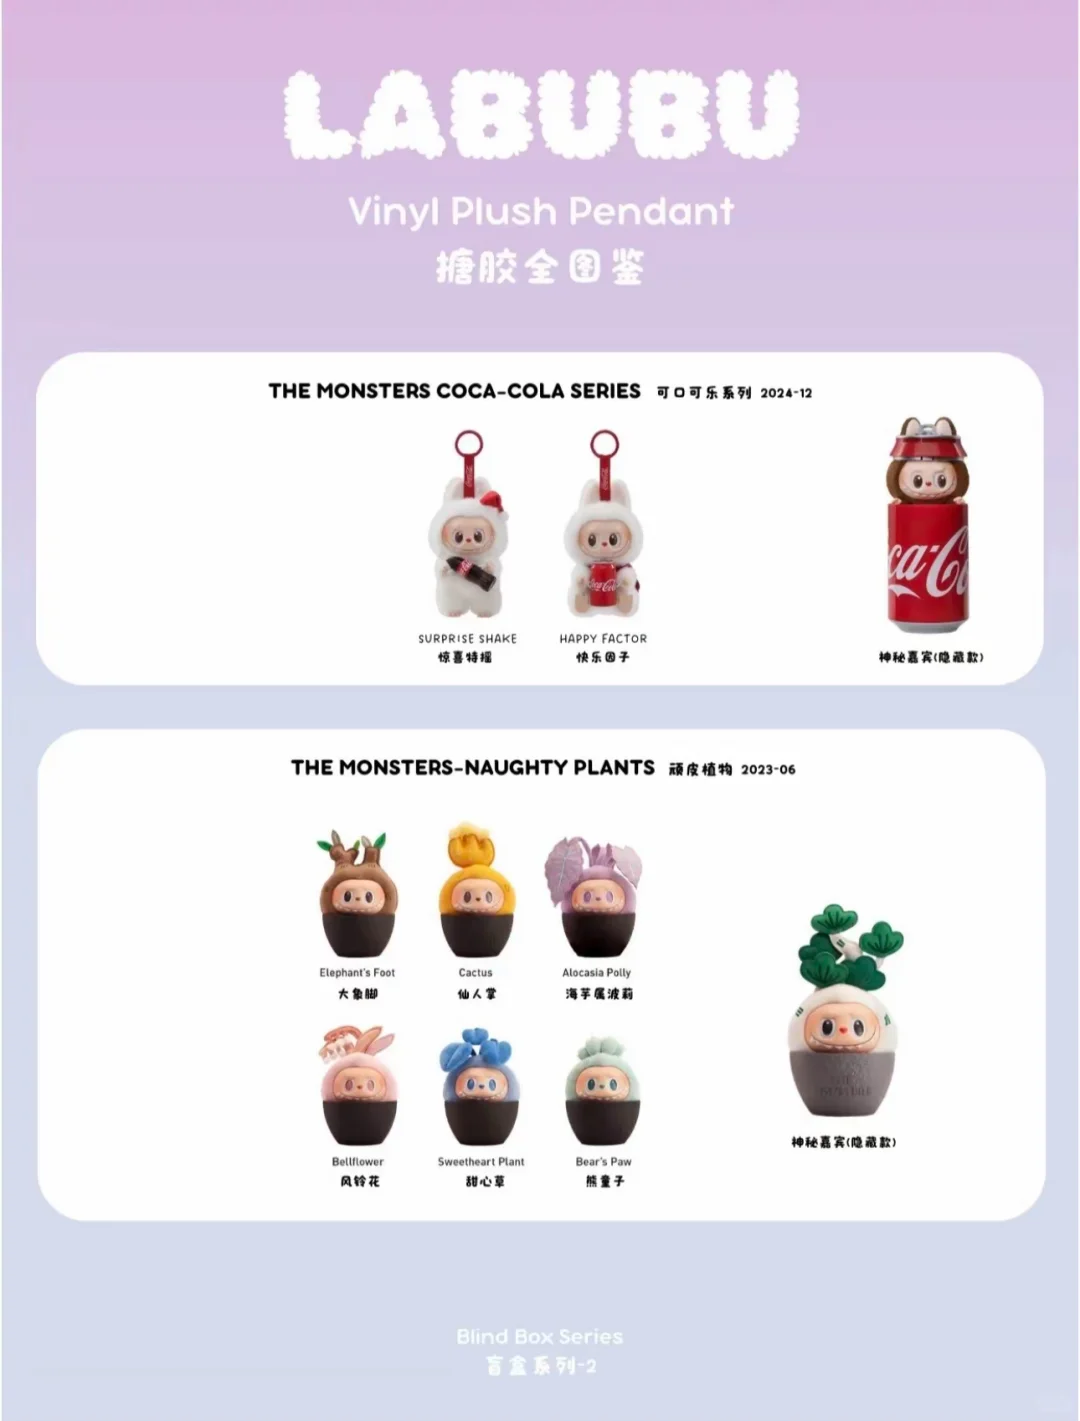 LABUBU
Vinyl Plush Pendant
搪胶全图鉴
THE MONSTERS COCA-COLA SERIES 可口可乐系列 2024-12
Coca-Cola
ca-Co
SURPRISE SHAKE
惊喜特摇
HAPPY FACTOR
快乐因子
神秘嘉宾(隐藏款)
THE MONSTERS-NAUGHTY PLANTS 顽皮植物 2023-06
Elephant's Foot
大象脚
Cactus
仙人掌
Alocasia Polly
海芋属波莉
Bellflower
风铃花
Sweetheart Plant
甜心草
Bear's Paw
熊童子
神秘嘉宾(隐藏款)
Blind Box Series
盲盒系列-2